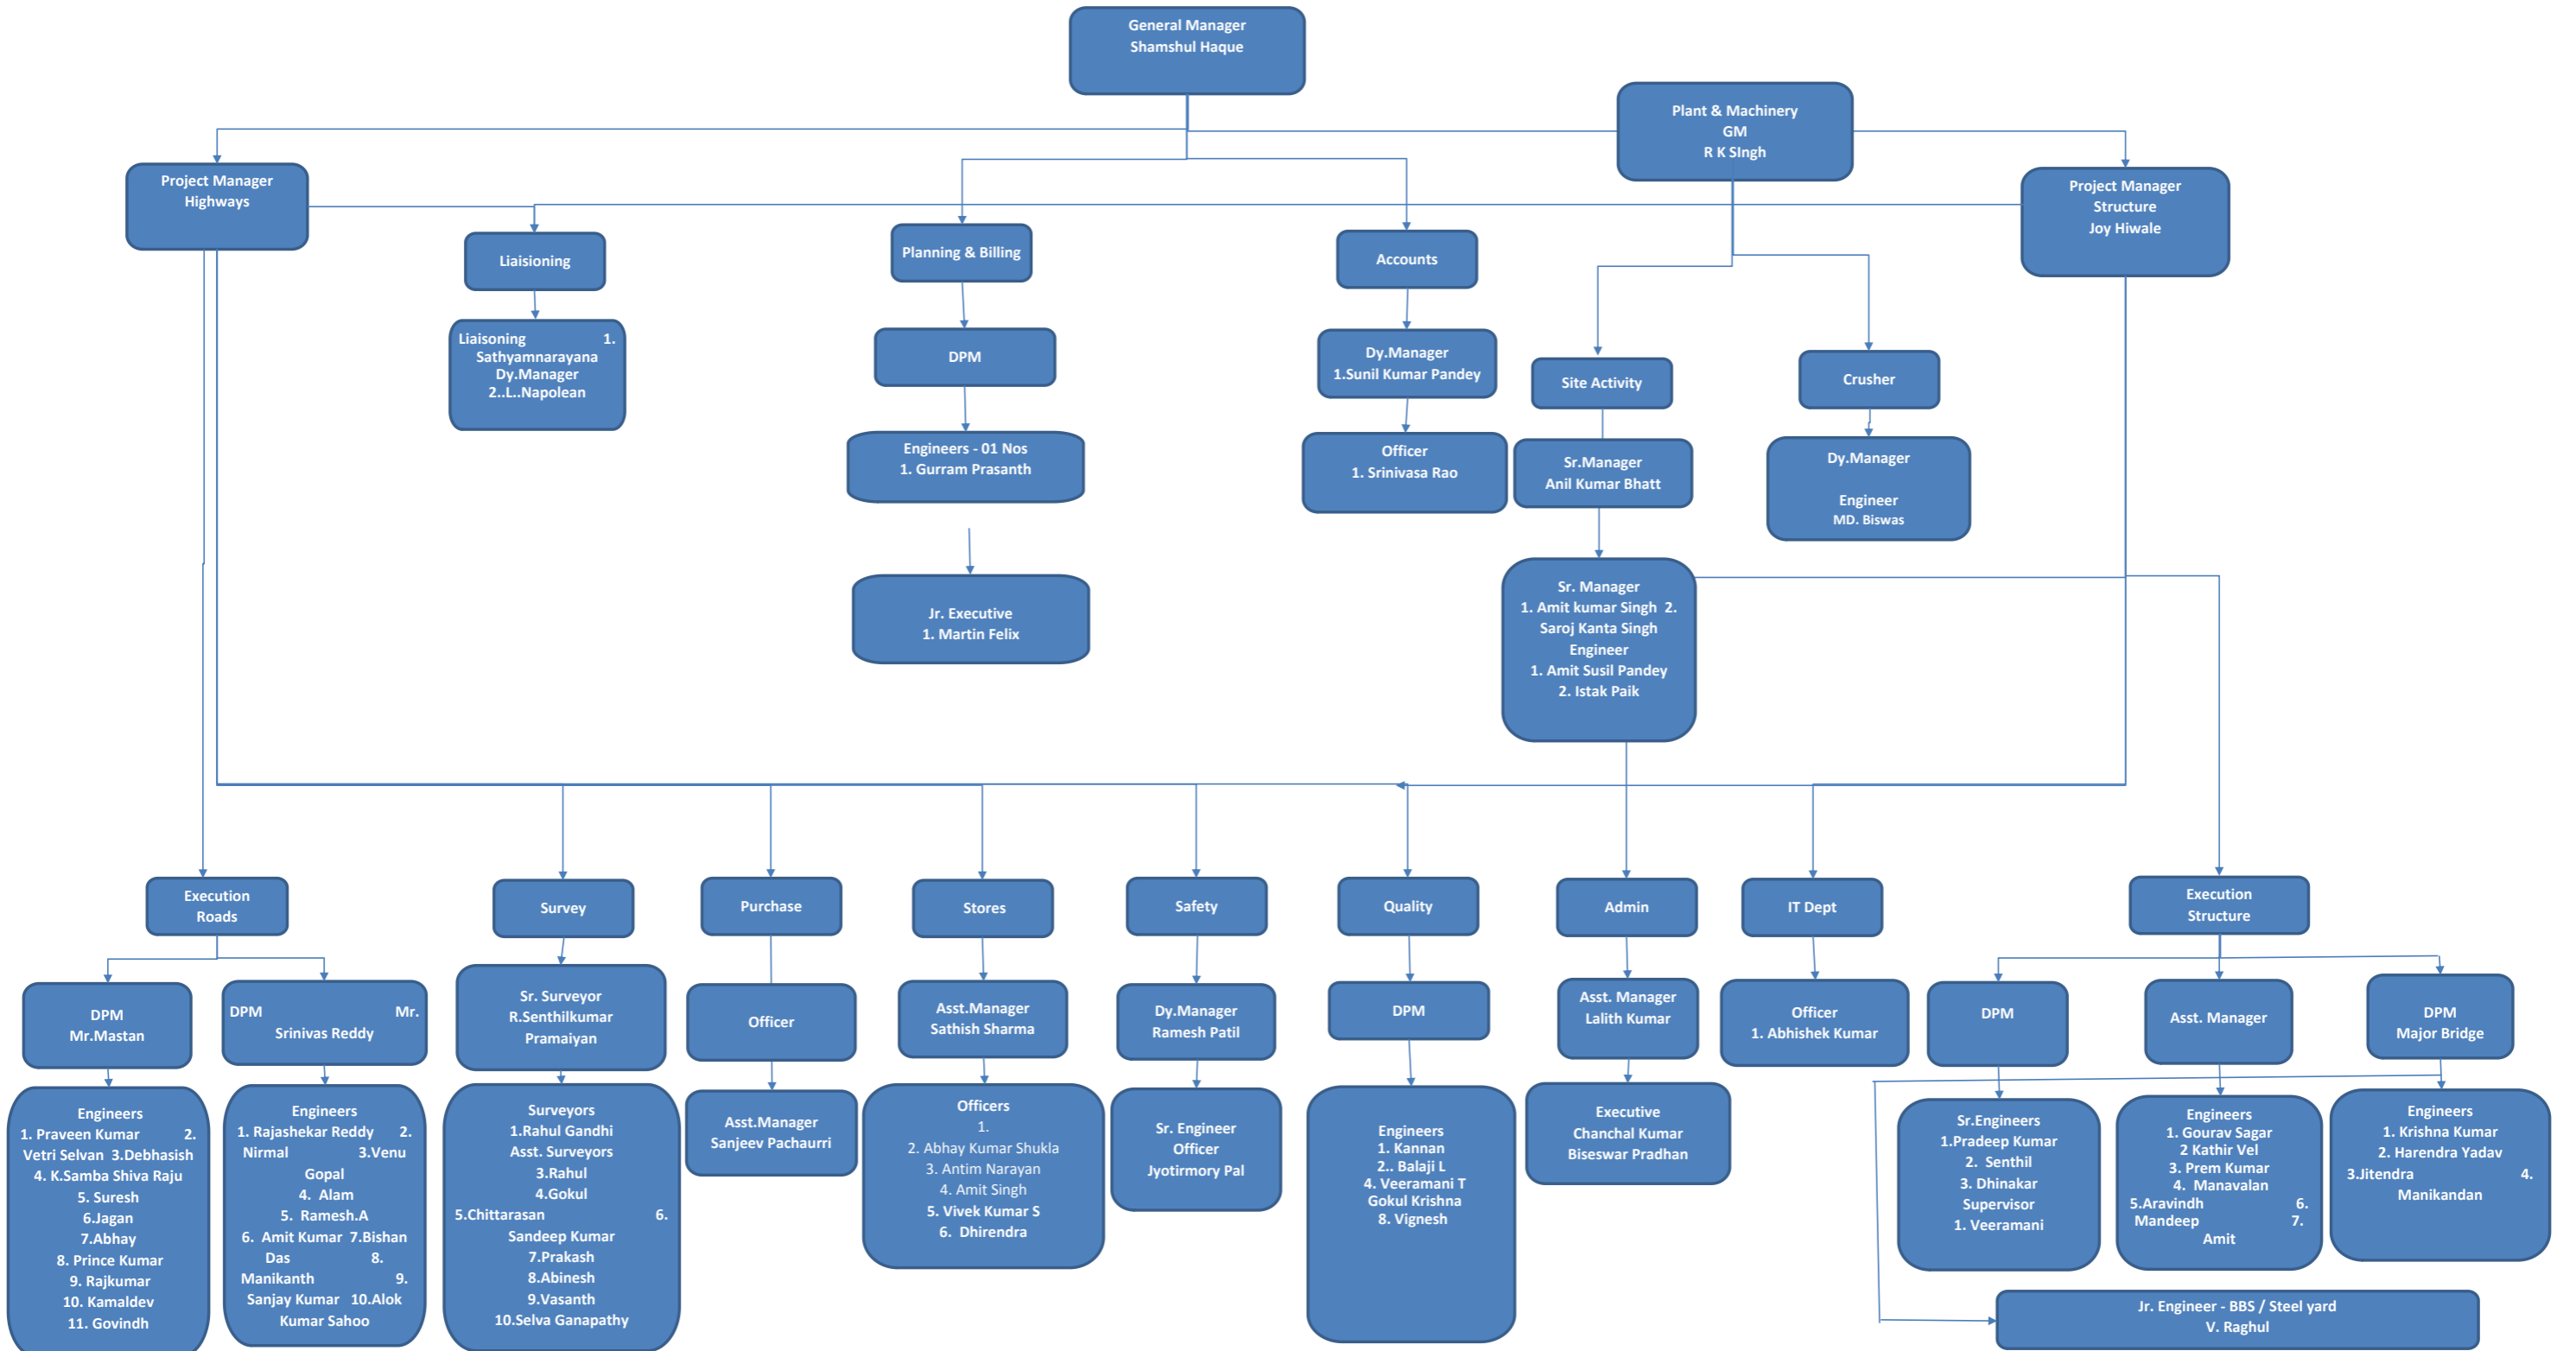 General Manager
Shamshul Haque
Plant & Machinery
GM
R K SIngh
Project Manager
Highways
Project Manager
Structure
Joy Hiwale
Liaisioning
Planning & Billing
Accounts
Liaisoning 1.
Sathyamnarayana
Dy.Manager
2..L..Napolean
DPM
Dy.Manager
1.Sunil Kumar Pandey
Site Activity
Crusher
Engineers - 01 Nos
1. Gurram Prasanth
Officer
1. Srinivasa Rao
Sr.Manager
Anil Kumar Bhatt
Dy.Manager
Engineer
MD. Biswas
Jr. Executive
1. Martin Felix
Sr. Manager
1. Amit kumar Singh 2.
Saroj Kanta Singh
Engineer
1. Amit Susil Pandey
2. Istak Paik
Execution
Roads
Survey
Purchase
Stores
Safety
Quality
Admin
IT Dept
Execution
Structure
DPM
Mr.Mastan
DPM Mr.
Srinivas Reddy
Sr. Surveyor
R.Senthilkumar
Pramaiyan
Officer
Asst.Manager
Sathish Sharma
Dy.Manager
Ramesh Patil
DPM
Asst. Manager
Lalith Kumar
Officer
1. Abhishek Kumar
DPM
Asst. Manager
DPM
Major Bridge
Engineers
1. Praveen Kumar 2.
Vetri Selvan 3.Debhasish
4. K.Samba Shiva Raju
5. Suresh
6.Jagan
7.Abhay
8. Prince Kumar
9. Rajkumar
10. Kamaldev
11. Govindh
Engineers
1. Rajashekar Reddy 2.
Nirmal 3.Venu
Gopal
4. Alam
5. Ramesh.A
6. Amit Kumar 7.Bishan
Das 8.
Manikanth 9.
Sanjay Kumar 10.Alok
Kumar Sahoo
Surveyors
1.Rahul Gandhi
Asst. Surveyors
3.Rahul
4.Gokul
5.Chittarasan 6.
Sandeep Kumar
7.Prakash
8.Abinesh
9.Vasanth
10.Selva Ganapathy
Asst.Manager
Sanjeev Pachaurri
Officers
1.
2. Abhay Kumar Shukla
3. Antim Narayan
4. Amit Singh
5. Vivek Kumar S
6. Dhirendra
Sr. Engineer
Officer
Jyotirmory Pal
Engineers
1. Kannan
2.. Balaji L
4. Veeramani T
Gokul Krishna
8. Vignesh
Executive
Chanchal Kumar
Biseswar Pradhan
Sr.Engineers
1.Pradeep Kumar
2. Senthil
3. Dhinakar
Supervisor
1. Veeramani
Engineers
1. Gourav Sagar
2 Kathir Vel
3. Prem Kumar
4. Manavalan
5.Aravindh 6.
Mandeep 7.
Amit
Engineers
1. Krishna Kumar
2. Harendra Yadav
3.Jitendra 4.
Manikandan
Jr. Engineer - BBS / Steel yard
V. Raghul